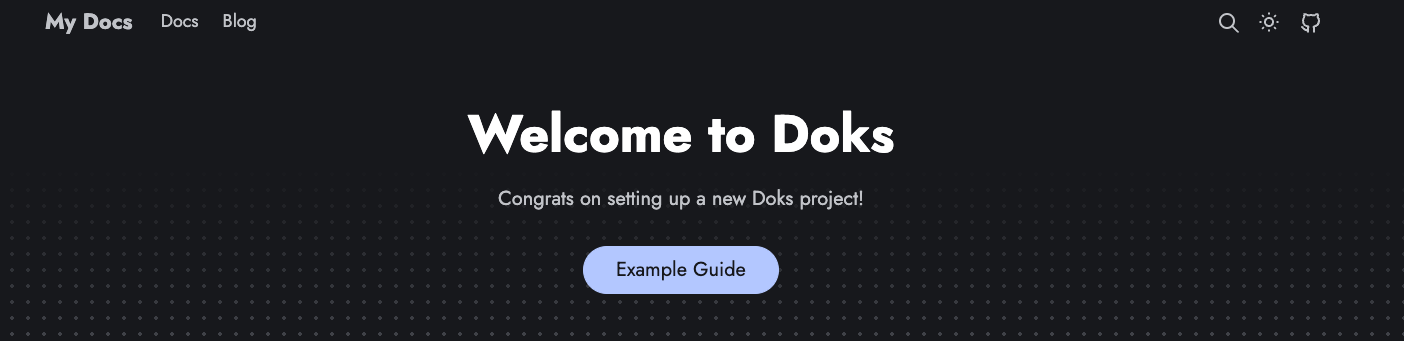 My Docs Docs Blog
Welcome to Doks
Congrats on setting up a new Doks project!
Example Guide